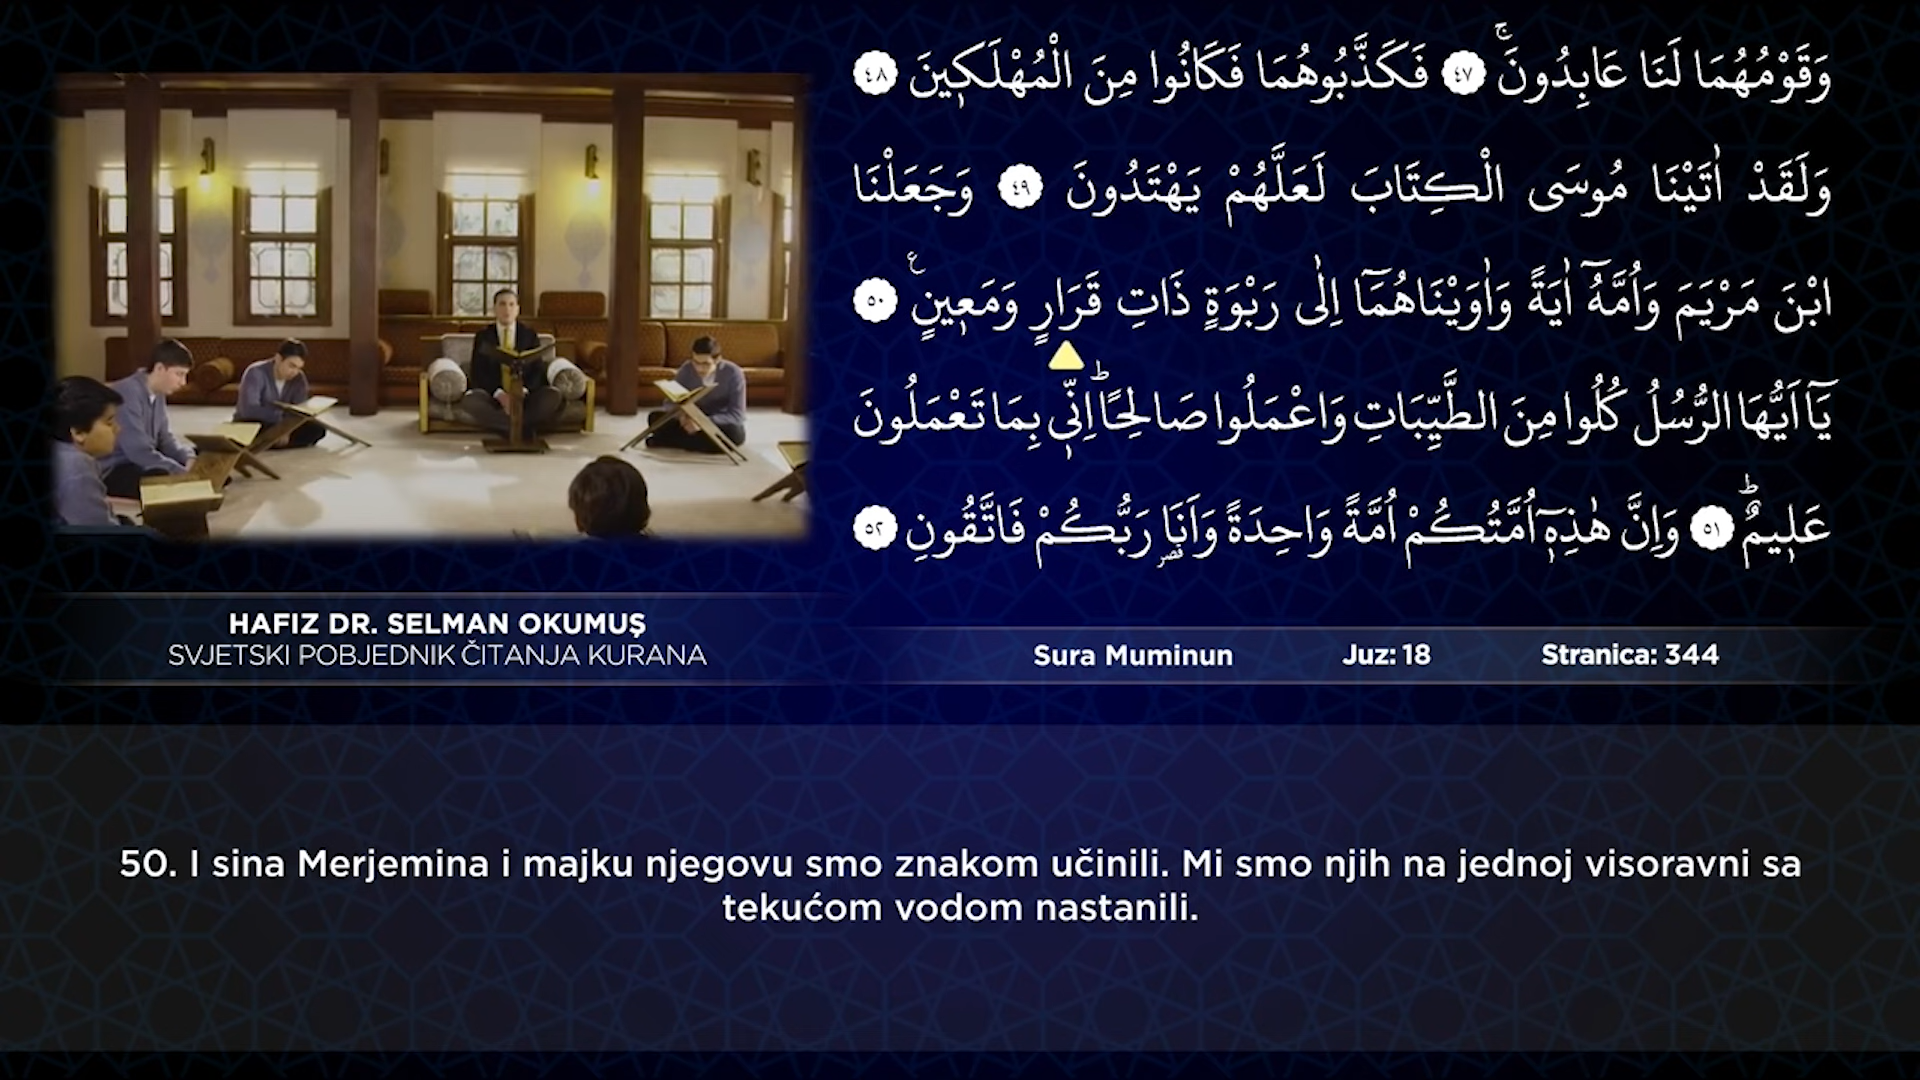 وَقَوْمُهُمَا لَنَا عَابِدُونَۚ ٤٧ فَكَذَّبُوهُمَا فَكَانُوا مِنَ الْمُهْلَكٖينَ ٤٨
وَلَقَدْ اٰتَيْنَا مُوسَى الْكِتَابَ لَعَلَّهُمْ يَهْتَدُونَ ٤٩ وَجَعَلْنَا
ابْنَ مَرْيَمَ وَاُمَّهُٓ اٰيَةً وَاٰوَيْنَاهُمَٓا اِلٰى رَبْوَةٍ ذَاتِ قَرَارٍ وَمَعٖينٍ ࣖ ٥٠
يَٓا اَيُّهَا الرُّسُلُ كُلُوا مِنَ الطَّيِّبَاتِ وَاعْمَلُوا صَالِحًاؕ اِنّٖي بِمَا تَعْمَلُونَ
عَلٖيمٌؕ ٥١ وَاِنَّ هٰذِهٖٓ اُمَّتُكُمْ اُمَّةً وَاحِدَةً وَاَنَا۬ رَبُّكُمْ فَاتَّقُونِ ٥٢
HAFIZ DR. SELMAN OKUMUŞ
SVJETSKI POBJEDNIK ČITANJA KURANA
Sura Muminun Juz: 18 Stranica: 344
50. I sina Merjemina i majku njegovu smo znakom učinili. Mi smo njih na jednoj visoravni sa
tekućom vodom nastanili.